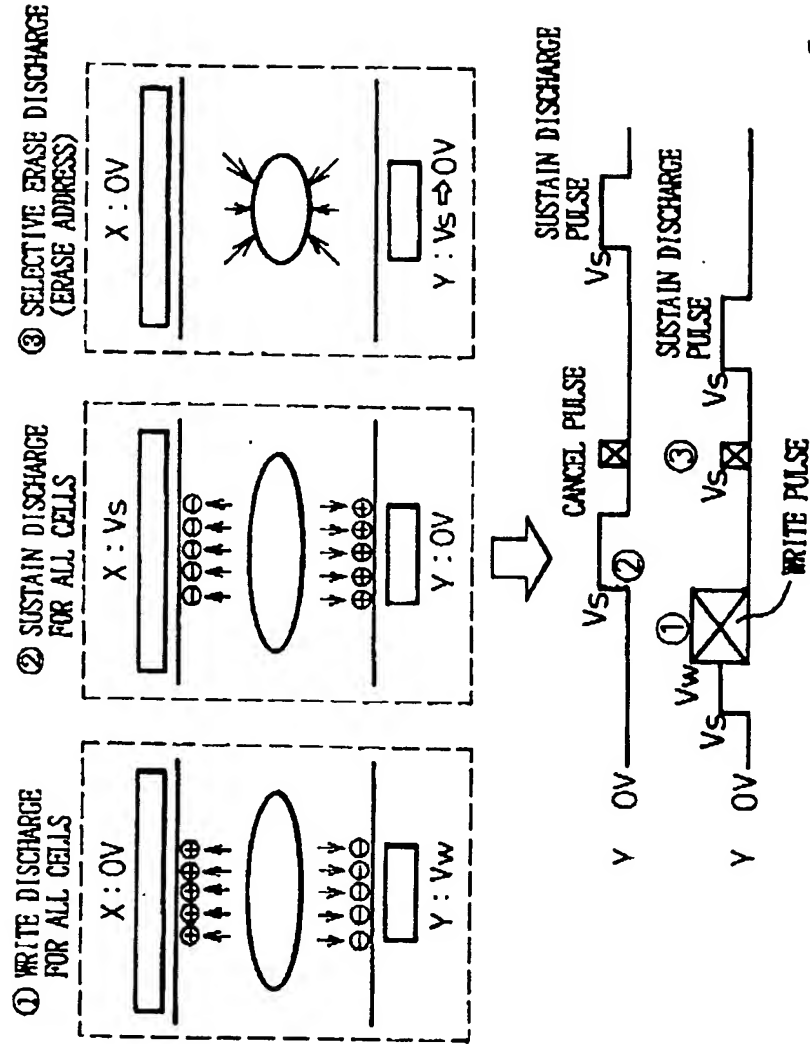 ① WRITE DISCHARGE
FOR ALL CELLS
X : 0V
⊕⊕⊕⊕⊕
⊖⊖⊖⊖⊖
Y : Vw
② SUSTAIN DISCHARGE
FOR ALL CELLS
X : Vs
⊖⊖⊖⊖⊖
⊕⊕⊕⊕⊕
Y : 0V
③ SELECTIVE ERASE DISCHARGE
(ERASE ADDRESS)
X : 0V
Y : Vs ⇨ 0V
Y 0V
Vs
②
CANCEL PULSE
Vs
SUSTAIN DISCHARGE
PULSE
Y 0V
Vs
Vw
①
WRITE PULSE
Vs
③
Vs
SUSTAIN DISCHARGE
PULSE